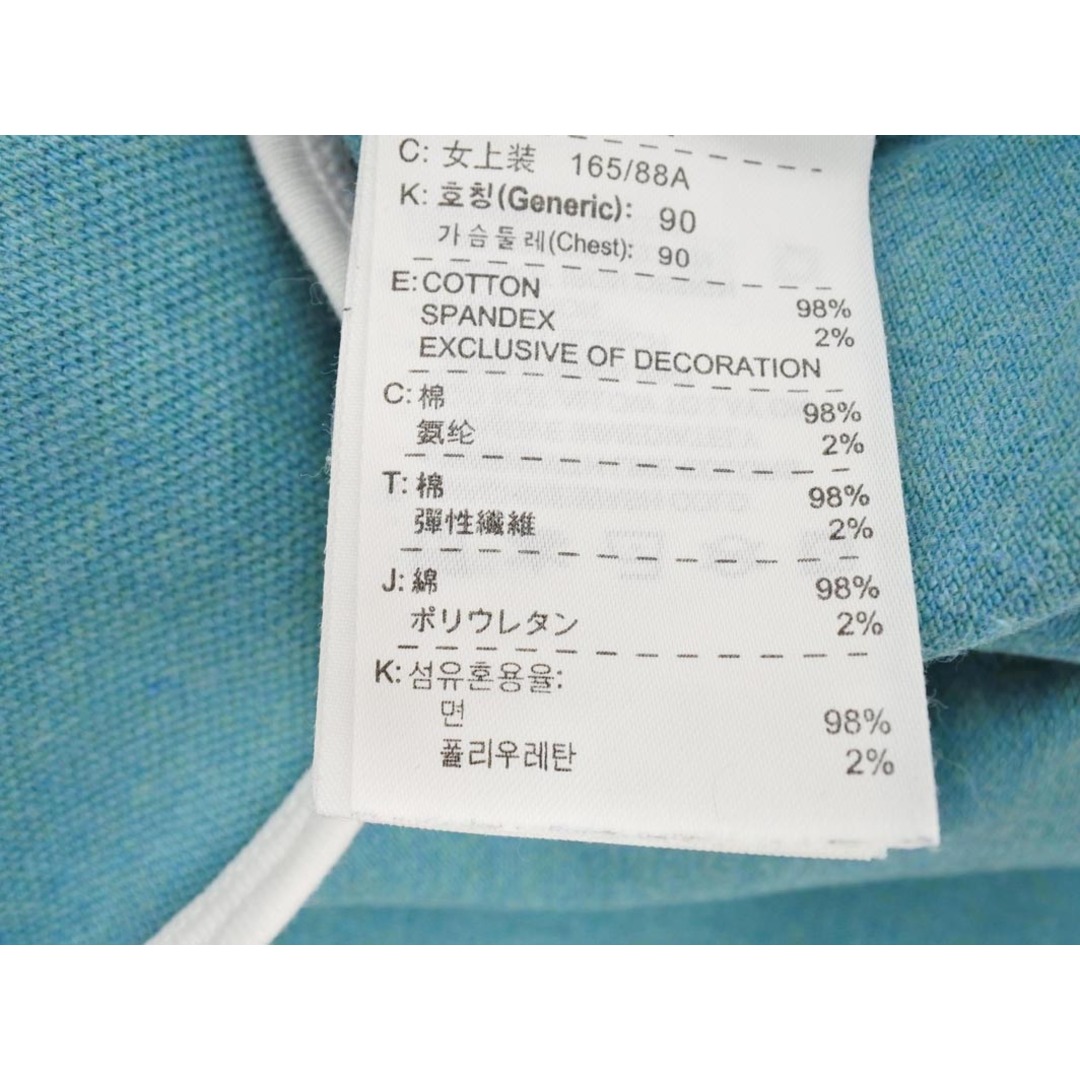 C: 女上装 165/88A
K: 호칭(Generic): 90
가슴둘레(Chest): 90
E: COTTON 98%
SPANDEX 2%
EXCLUSIVE OF DECORATION
C: 棉 98%
氨纶 2%
T: 棉 98%
彈性纖維 2%
J: 綿 98%
ポリウレタン 2%
K: 섬유혼용율:
면 98%
폴리우레탄 2%